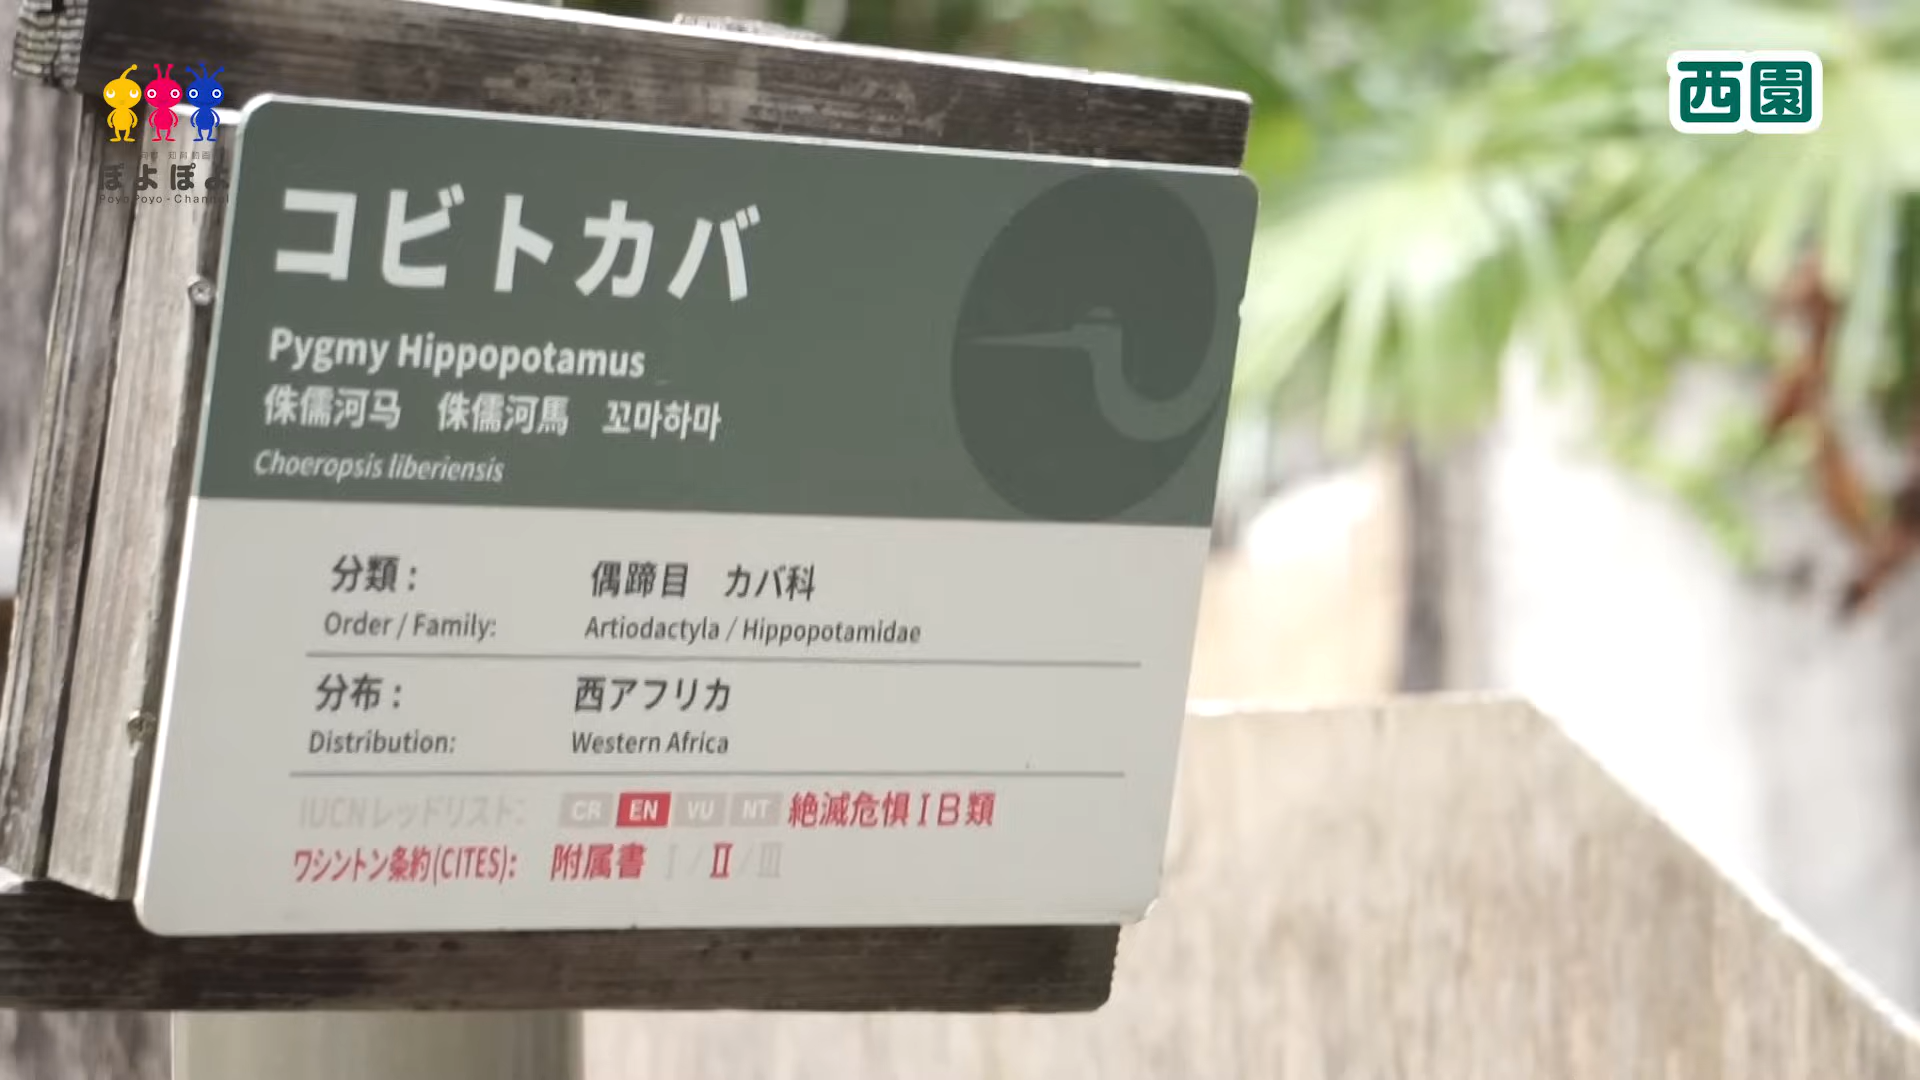 西園
ぽよぽよ
PoyoPoyo-Channel
コビトカバ
Pygmy Hippopotamus
侏儒河马 侏儒河馬 꼬마하마
Choeropsis liberiensis
分類： 偶蹄目 カバ科
Order / Family: Artiodactyla / Hippopotamidae
分布： 西アフリカ
Distribution: Western Africa
IUCNレッドリスト： CR EN VU NT 絶滅危惧ⅠB類
ワシントン条約(CITES)： 附属書 Ⅰ / Ⅱ / Ⅲ